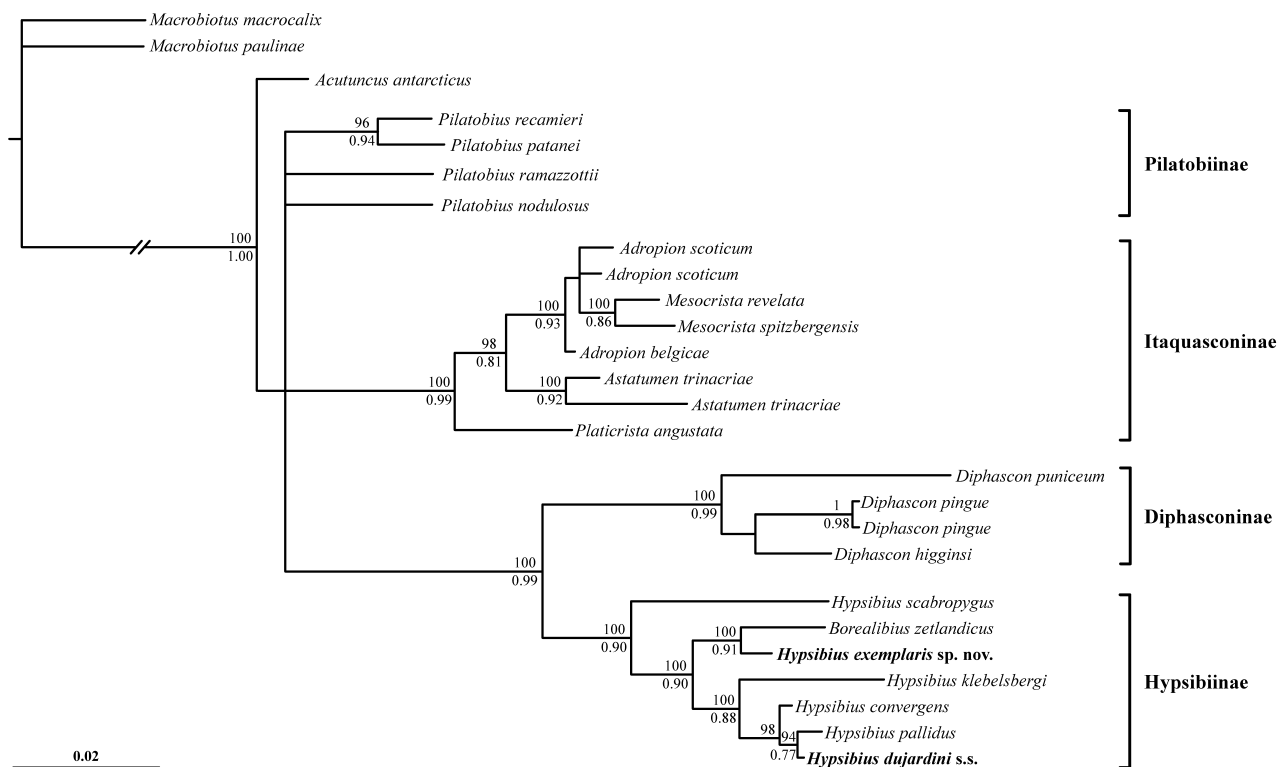 Macrobiotus macrocalix
Macrobiotus paulinae
Acutuncus antarcticus
96
0.94
Pilatobius recamieri
Pilatobius patanei
Pilatobius ramazzottii
Pilatobius nodulosus
Pilatobiinae
100
1.00
Adropion scoticum
Adropion scoticum
100
0.86
Mesocrista revelata
Mesocrista spitzbergensis
100
0.93
Adropion belgicae
98
0.81
100
0.92
Astatumen trinacriae
Astatumen trinacriae
100
0.99
Platicrista angustata
Itaquasconinae
Diphascon puniceum
100
0.99
1
0.98
Diphascon pingue
Diphascon pingue
Diphascon higginsi
Diphasconinae
100
0.99
Hypsibius scabropygus
100
0.90
100
0.91
Borealibius zetlandicus
Hypsibius exemplaris sp. nov.
100
0.90
Hypsibius klebelsbergi
100
0.88
Hypsibius convergens
98
94
0.77
Hypsibius pallidus
Hypsibius dujardini s.s.
Hypsibiinae
0.02